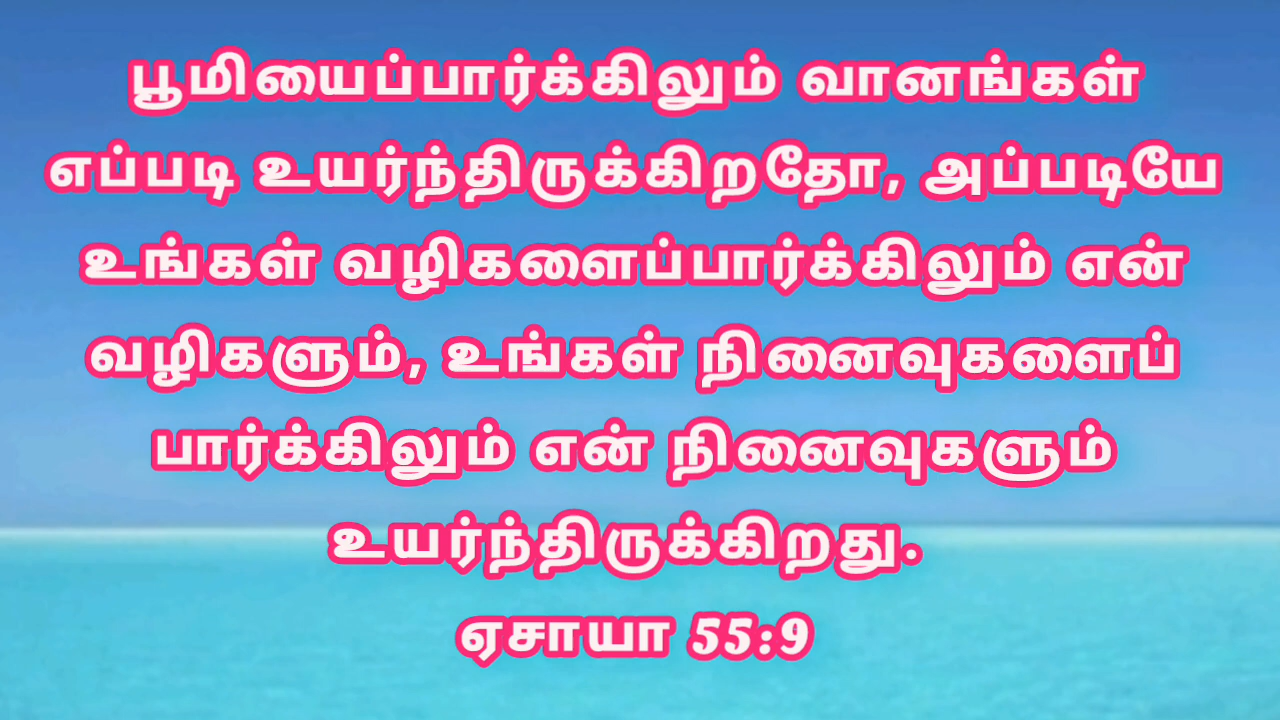 பூமியைப்பார்க்கிலும் வானங்கள்
எப்படி உயர்ந்திருக்கிறதோ, அப்படியே
உங்கள் வழிகளைப்பார்க்கிலும் என்
வழிகளும், உங்கள் நினைவுகளைப்
பார்க்கிலும் என் நினைவுகளும்
உயர்ந்திருக்கிறது.
ஏசாயா 55:9